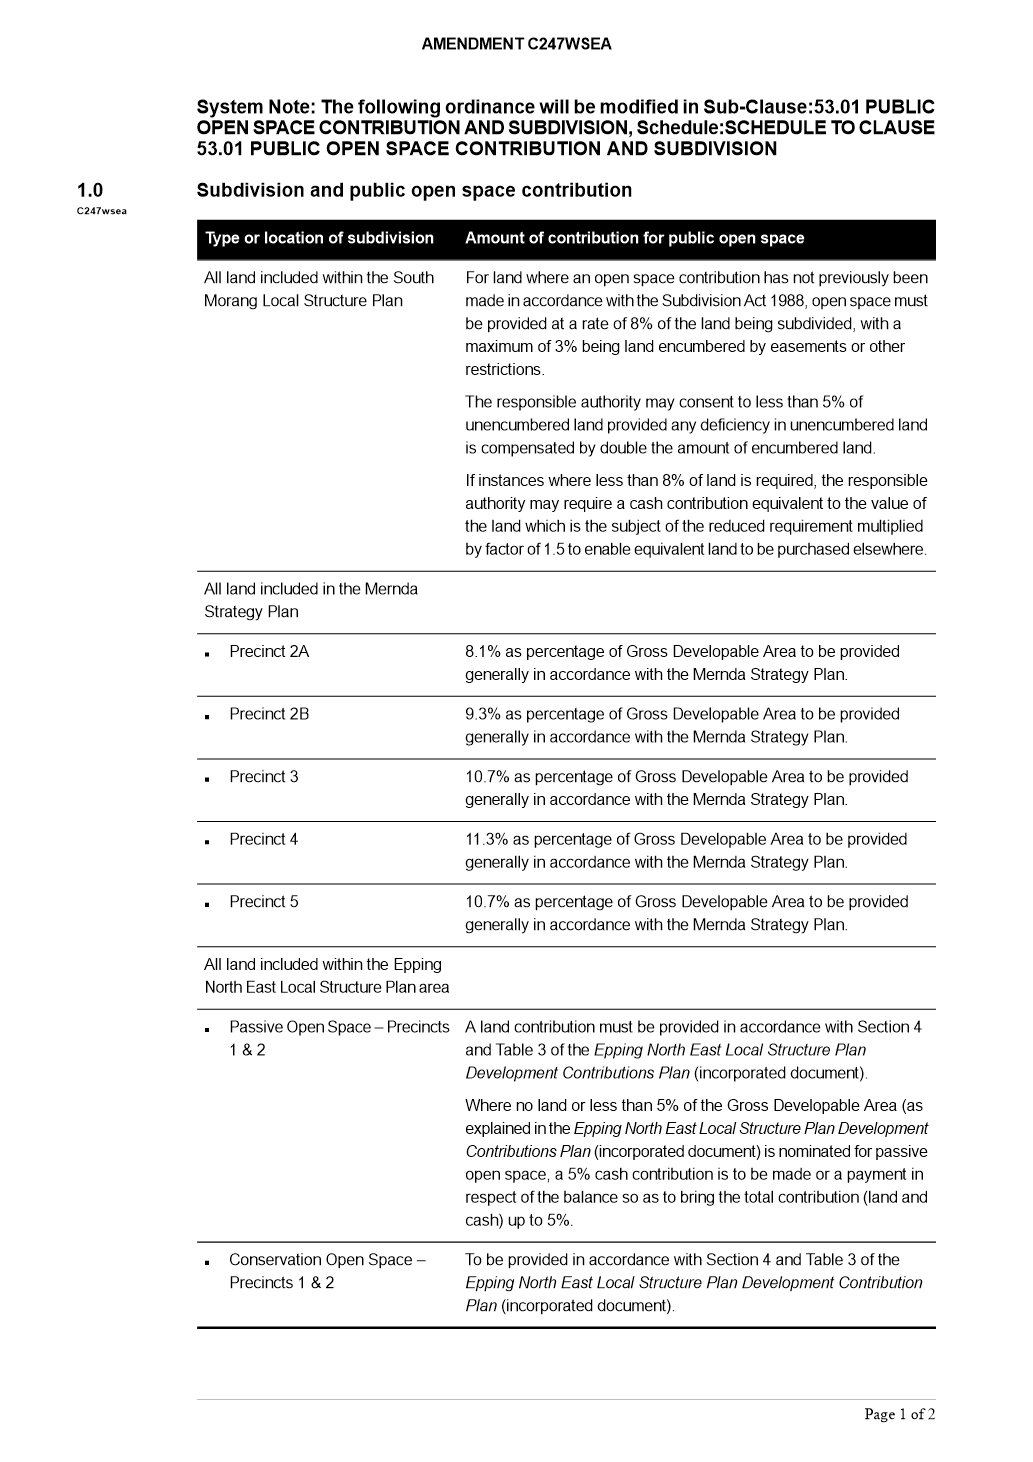 AMENDMENT C247WSEA
System Note: The following ordinance will be modified in Sub-Clause:53.01 PUBLIC
OPEN SPACE CONTRIBUTION AND SUBDIVISION, Schedule:SCHEDULE TO CLAUSE
53.01 PUBLIC OPEN SPACE CONTRIBUTION AND SUBDIVISION
1.0 Subdivision and public open space contribution
C247wsea
Type or location of subdivision Amount of contribution for public open space
All land included within the South
Morang Local Structure Plan
For land where an open space contribution has not previously been
made in accordance with the Subdivision Act 1988, open space must
be provided at a rate of 8% of the land being subdivided, with a
maximum of 3% being land encumbered by easements or other
restrictions.
The responsible authority may consent to less than 5% of
unencumbered land provided any deficiency in unencumbered land
is compensated by double the amount of encumbered land.
If instances where less than 8% of land is required, the responsible
authority may require a cash contribution equivalent to the value of
the land which is the subject of the reduced requirement multiplied
by factor of 1.5 to enable equivalent land to be purchased elsewhere.
All land included in the Mernda
Strategy Plan
▪ Precinct 2A
8.1% as percentage of Gross Developable Area to be provided
generally in accordance with the Mernda Strategy Plan.
▪ Precinct 2B
9.3% as percentage of Gross Developable Area to be provided
generally in accordance with the Mernda Strategy Plan.
▪ Precinct 3
10.7% as percentage of Gross Developable Area to be provided
generally in accordance with the Mernda Strategy Plan.
▪ Precinct 4
11.3% as percentage of Gross Developable Area to be provided
generally in accordance with the Mernda Strategy Plan.
▪ Precinct 5
10.7% as percentage of Gross Developable Area to be provided
generally in accordance with the Mernda Strategy Plan.
All land included within the Epping
North East Local Structure Plan area
▪ Passive Open Space – Precincts
1 & 2
A land contribution must be provided in accordance with Section 4
and Table 3 of the Epping North East Local Structure Plan
Development Contributions Plan (incorporated document).
Where no land or less than 5% of the Gross Developable Area (as
explained in the Epping North East Local Structure Plan Development
Contributions Plan (incorporated document) is nominated for passive
open space, a 5% cash contribution is to be made or a payment in
respect of the balance so as to bring the total contribution (land and
cash) up to 5%.
▪ Conservation Open Space –
Precincts 1 & 2
To be provided in accordance with Section 4 and Table 3 of the
Epping North East Local Structure Plan Development Contribution
Plan (incorporated document).
Page 1 of 2